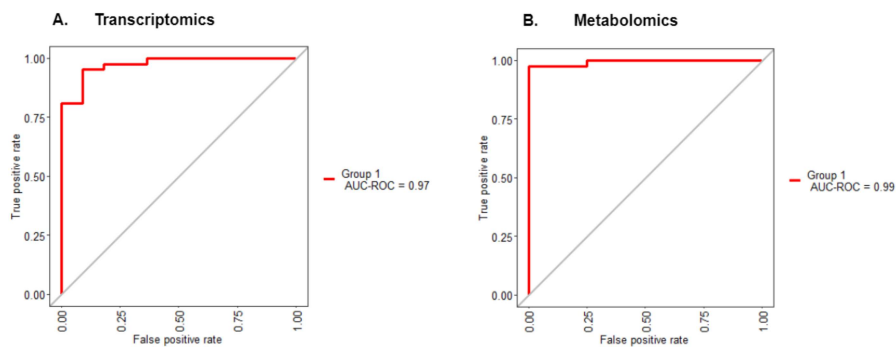 A. Transcriptomics
1.00
0.75
0.50
0.25
0.00
True positive rate
0.00
0.25
0.50
0.75
1.00
False positive rate
Group 1
AUC-ROC = 0.97
B. Metabolomics
1.00
0.75
0.50
0.25
0.00
True positive rate
0.00
0.25
0.50
0.75
1.00
False positive rate
Group 1
AUC-ROC = 0.99